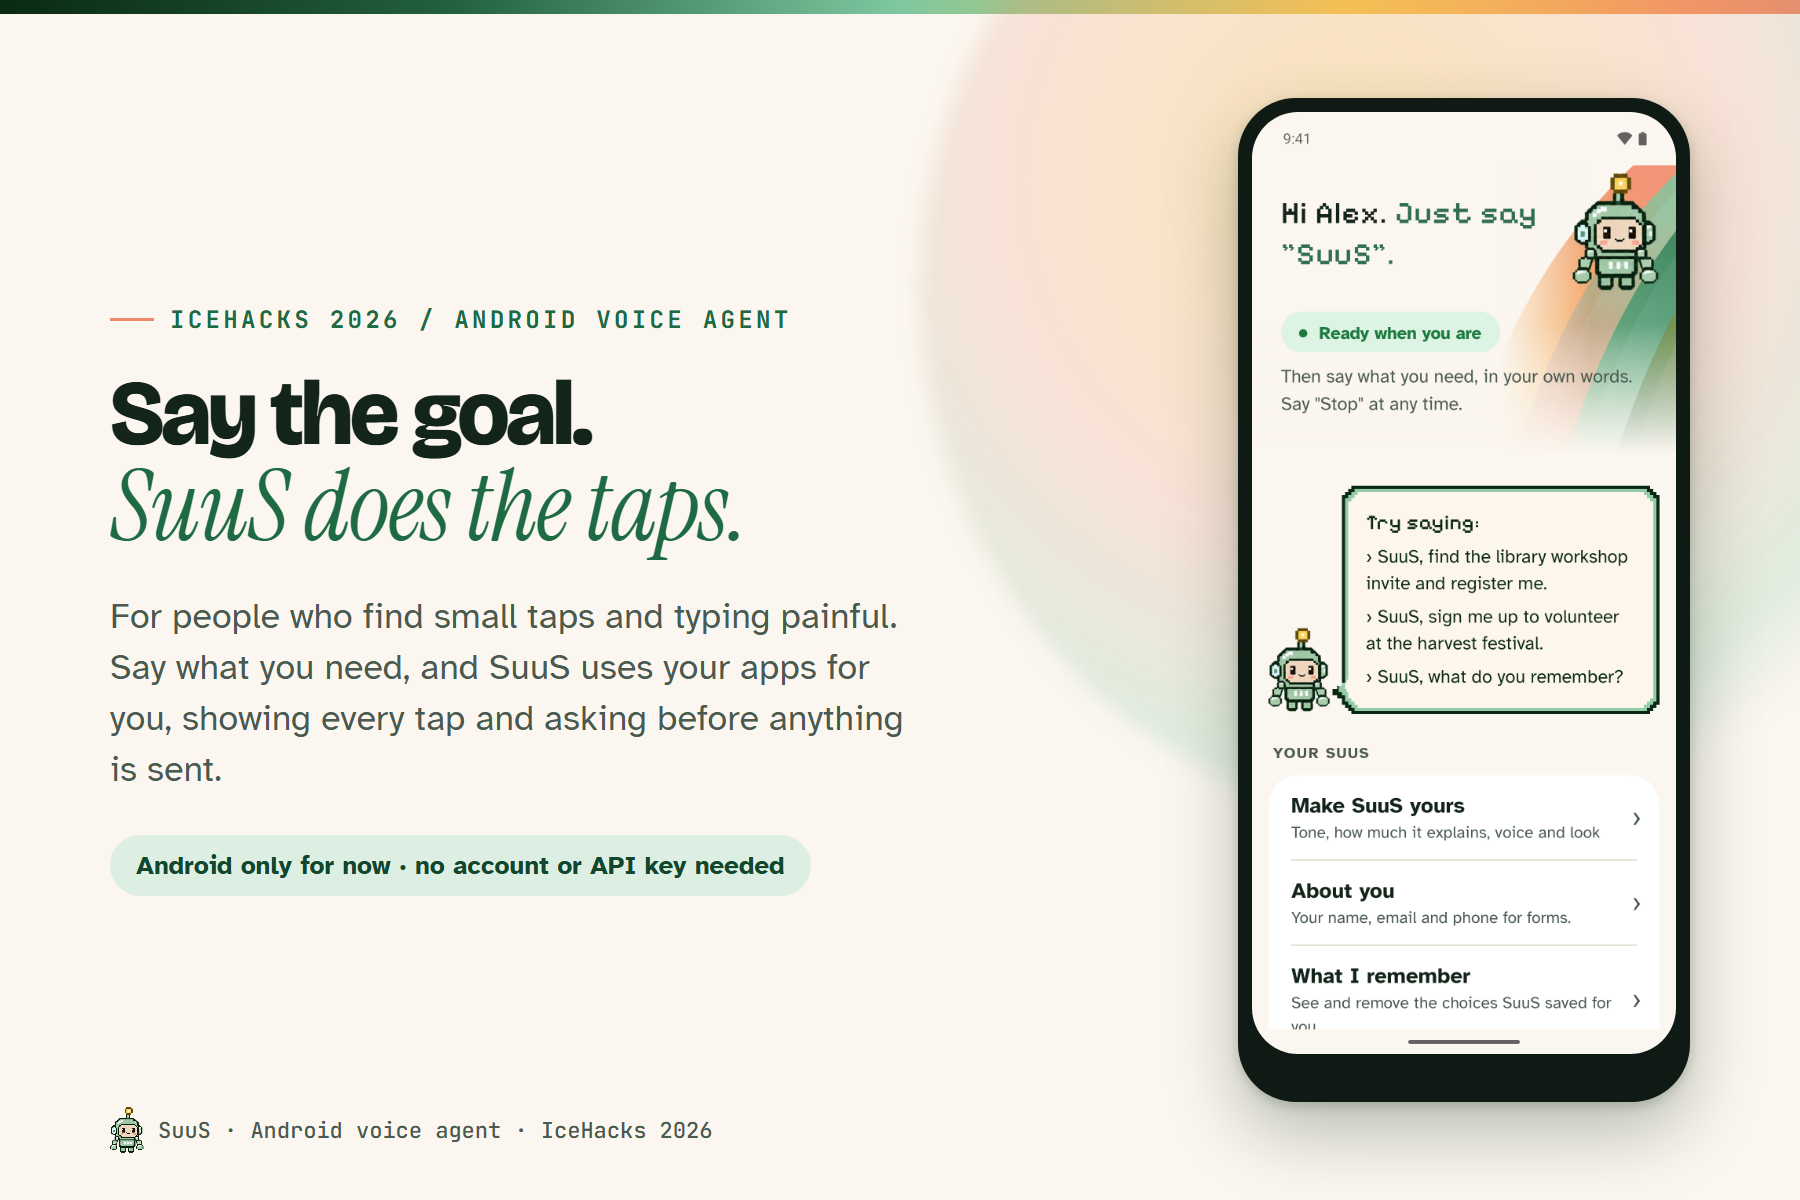 ICEHACKS 2026 / ANDROID VOICE AGENT
Say the goal.
SuuS does the taps.
For people who find small taps and typing painful.
Say what you need, and SuuS uses your apps for
you, showing every tap and asking before anything
is sent.
Android only for now · no account or API key needed
SuuS · Android voice agent · IceHacks 2026
9:41
Hi Alex. Just say
"SuuS".
Ready when you are
Then say what you need, in your own words.
Say "Stop" at any time.
Try saying:
› SuuS, find the library workshop
invite and register me.
› SuuS, sign me up to volunteer
at the harvest festival.
› SuuS, what do you remember?
YOUR SUUS
Make SuuS yours
Tone, how much it explains, voice and look
About you
Your name, email and phone for forms.
What I remember
See and remove the choices SuuS saved for
you